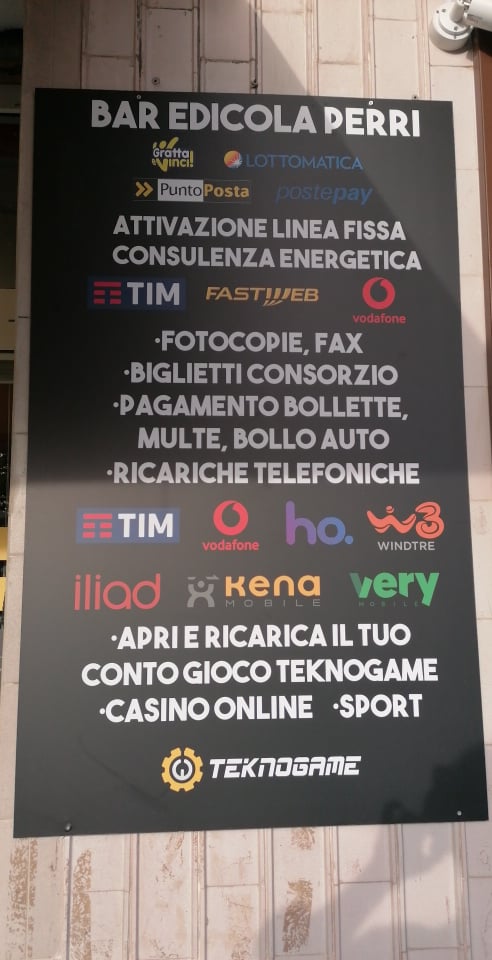 BAR EDICOLA PERRI
Gratta e Vinci! LOTTOMATICA
PuntoPosta postepay
ATTIVAZIONE LINEA FISSA
CONSULENZA ENERGETICA
TIM FASTWEB vodafone
·FOTOCOPIE, FAX
·BIGLIETTI CONSORZIO
·PAGAMENTO BOLLETTE,
MULTE, BOLLO AUTO
·RICARICHE TELEFONICHE
TIM vodafone ho. W3 WINDTRE
iliad KENA MOBILE very MOBILE
·APRI E RICARICA IL TUO
CONTO GIOCO TEKNOGAME
·CASINO ONLINE ·SPORT
TEKNOGAME